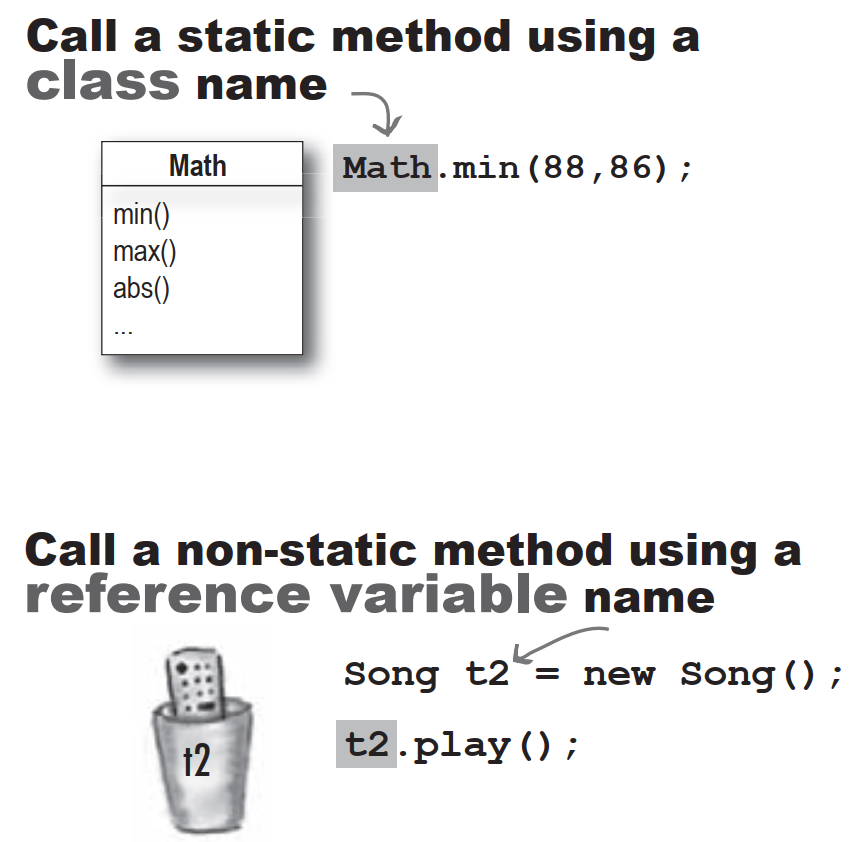 Call a static method using a
class name
Math.min(88,86);
Math
min()
max()
abs()
...
Call a non-static method using a
reference variable name
Song t2 = new Song();
t2.play();
t2